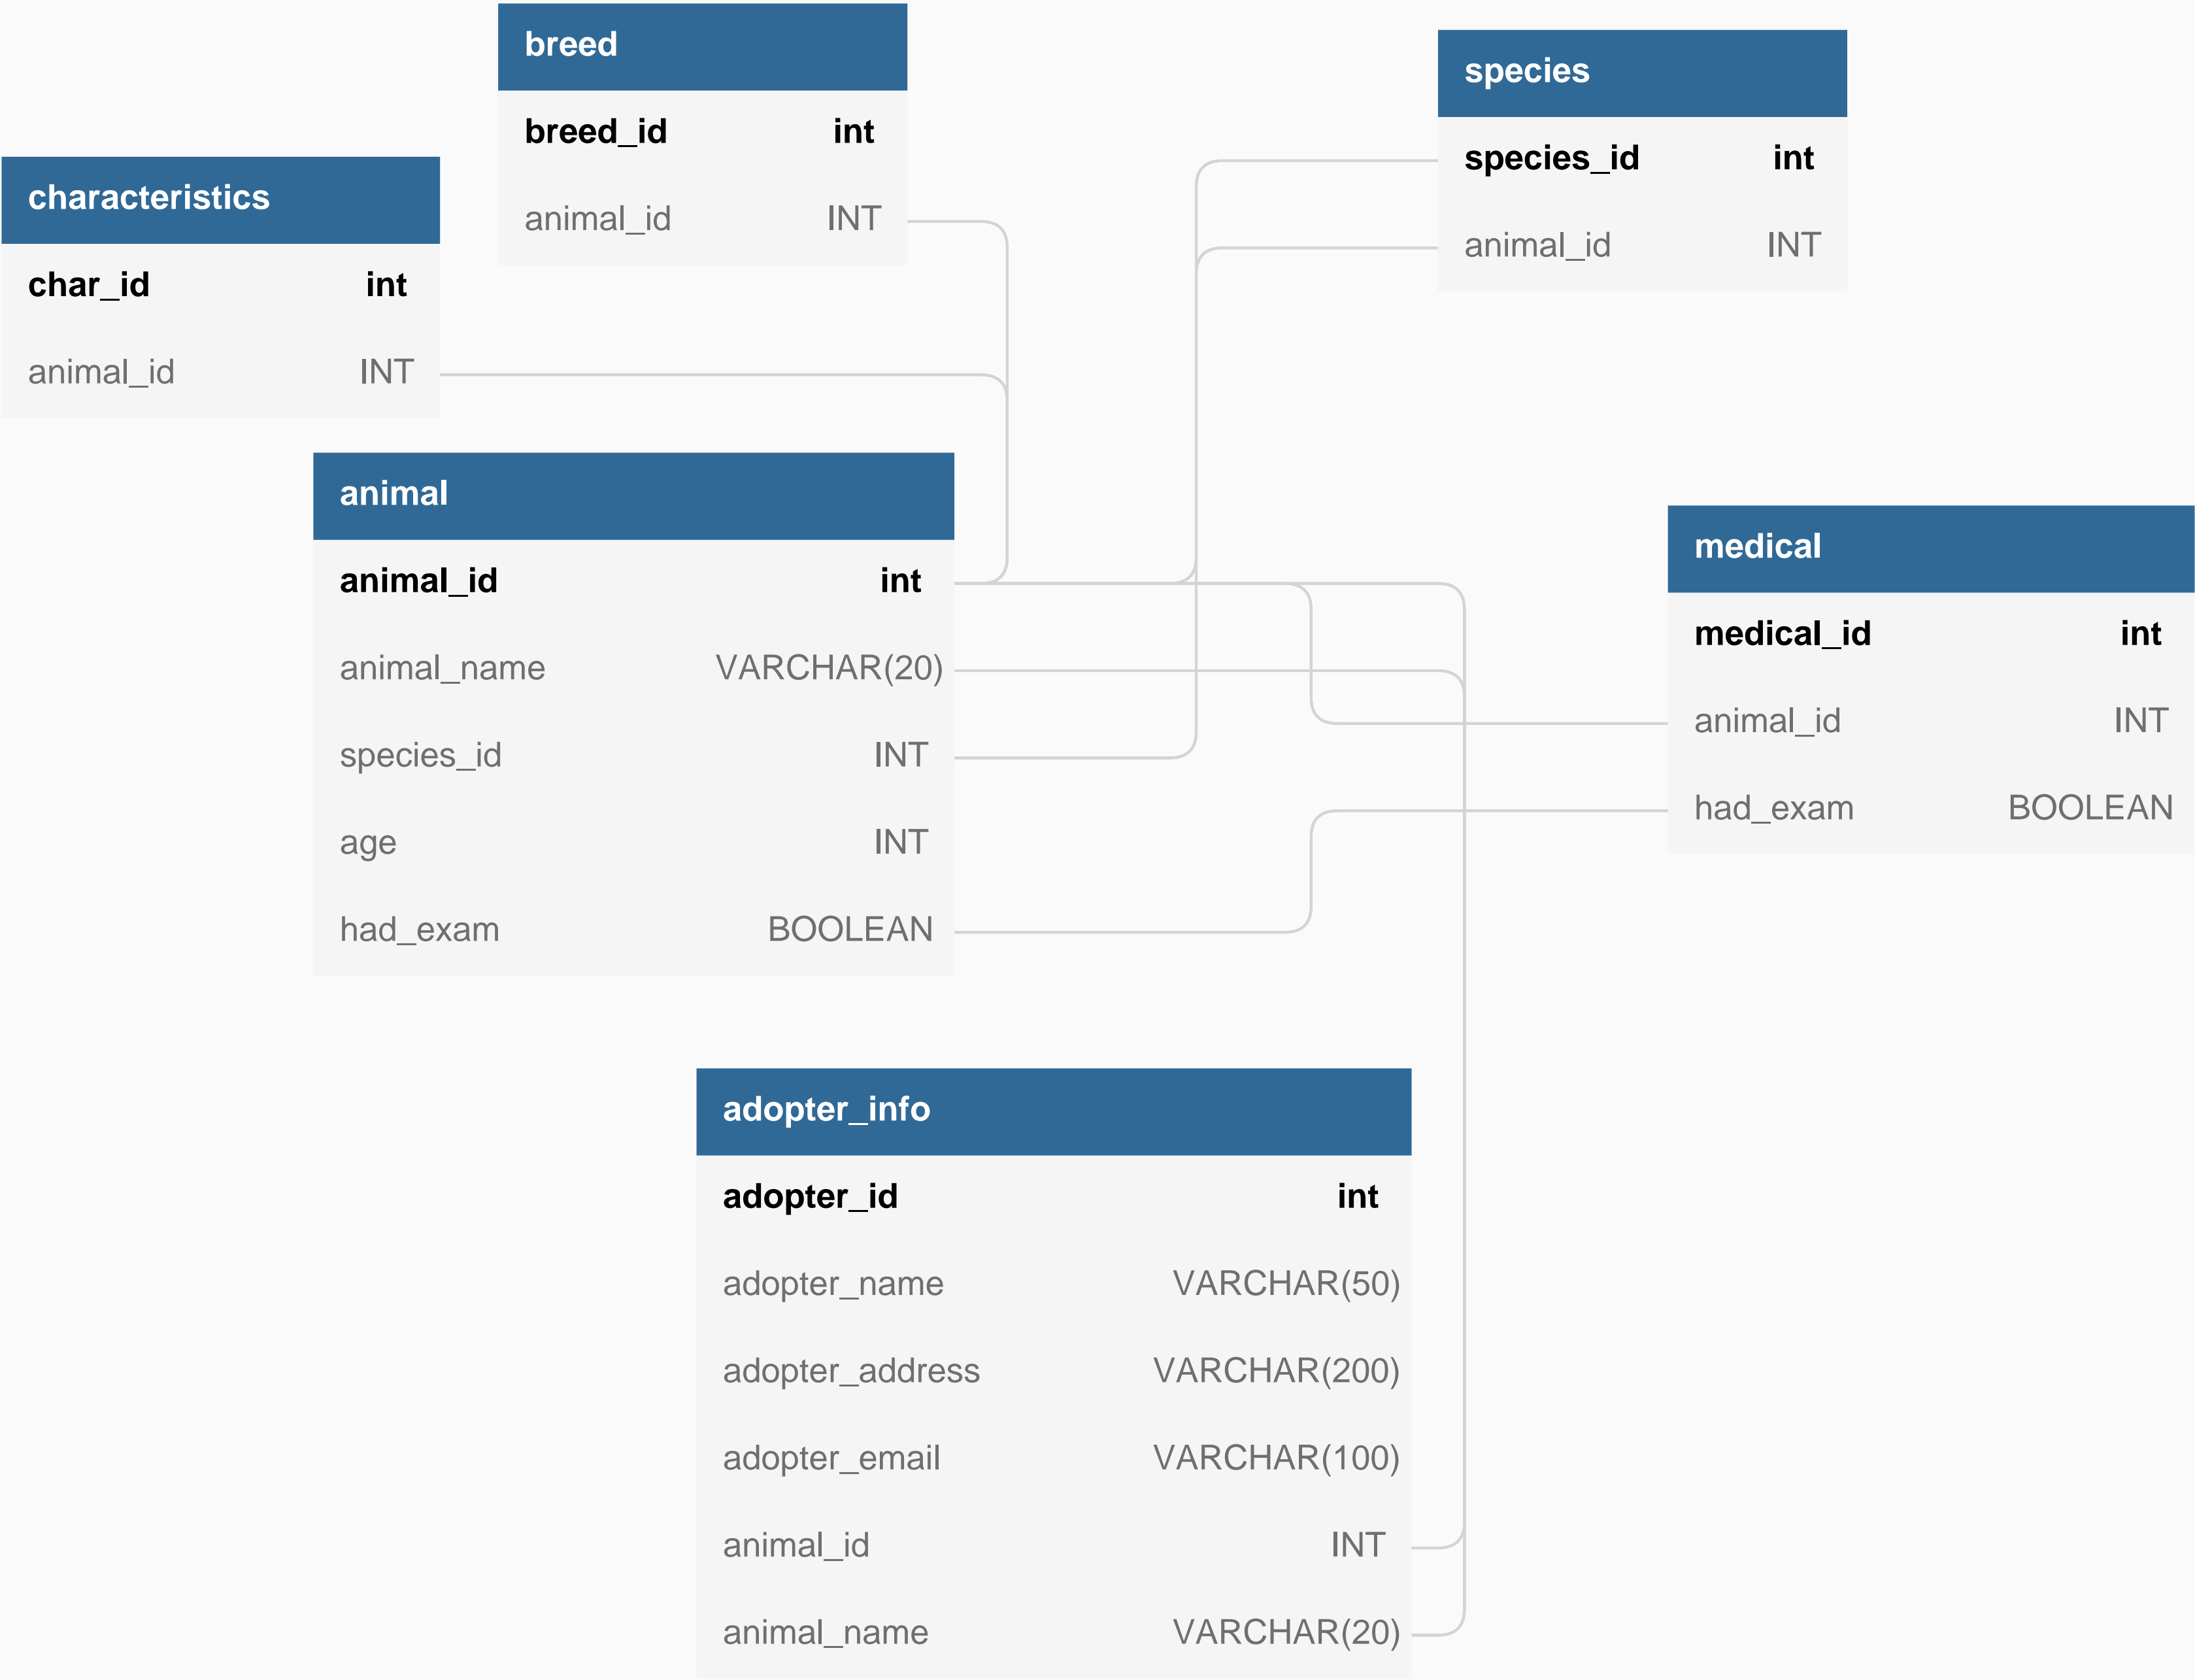 breed
breed_id int
animal_id INT
species
species_id int
animal_id INT
characteristics
char_id int
animal_id INT
animal
animal_id int
animal_name VARCHAR(20)
species_id INT
age INT
had_exam BOOLEAN
medical
medical_id int
animal_id INT
had_exam BOOLEAN
adopter_info
adopter_id int
adopter_name VARCHAR(50)
adopter_address VARCHAR(200)
adopter_email VARCHAR(100)
animal_id INT
animal_name VARCHAR(20)